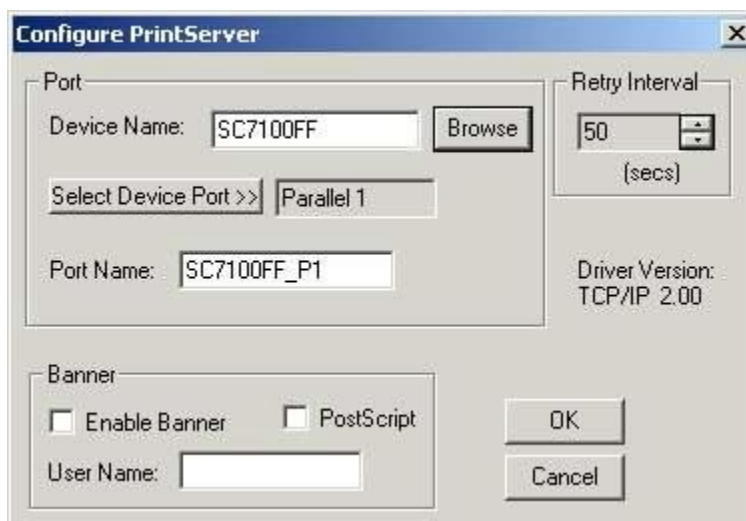 Configure PrintServer
Port
Device Name: SC7100FF Browse
Select Device Port >> Parallel 1
Port Name: SC7100FF_P1
Retry Interval
50
(secs)
Driver Version:
TCP/IP 2.00
Banner
Enable Banner PostScript
User Name:
OK
Cancel